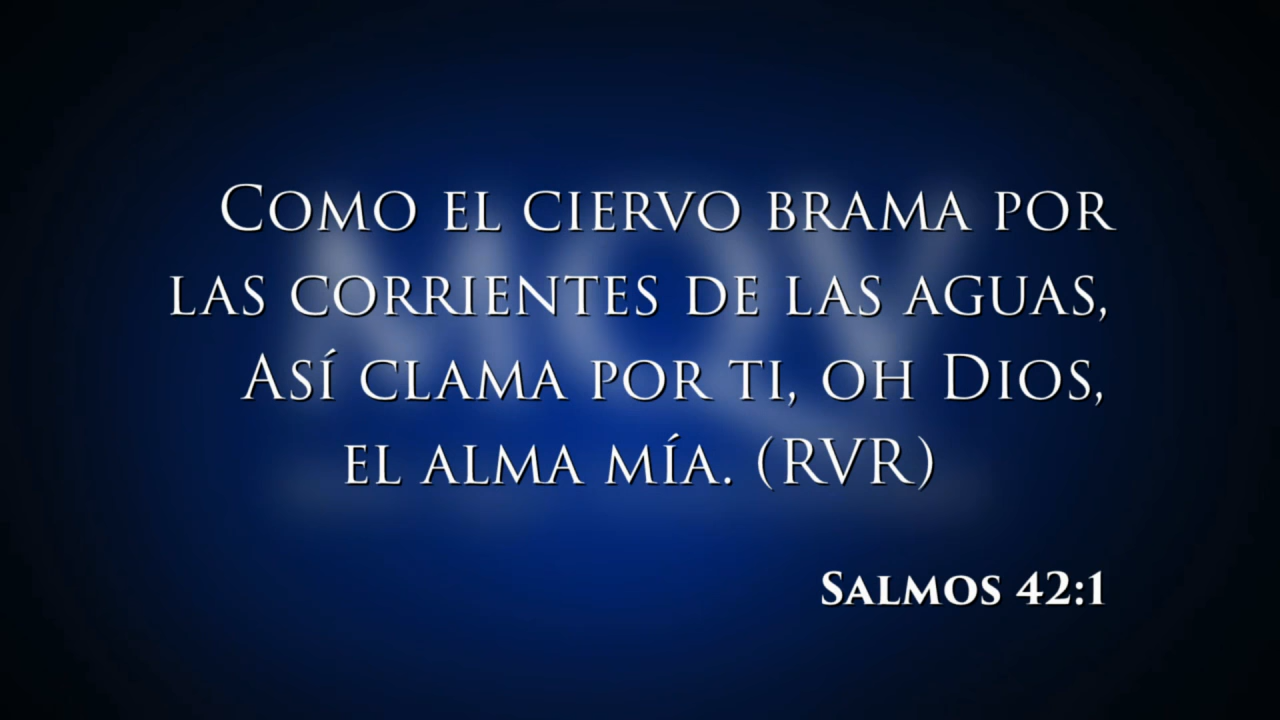 Como el ciervo brama por
las corrientes de las aguas,
Así clama por ti, oh Dios,
el alma mía. (RVR)
Salmos 42:1
MQV